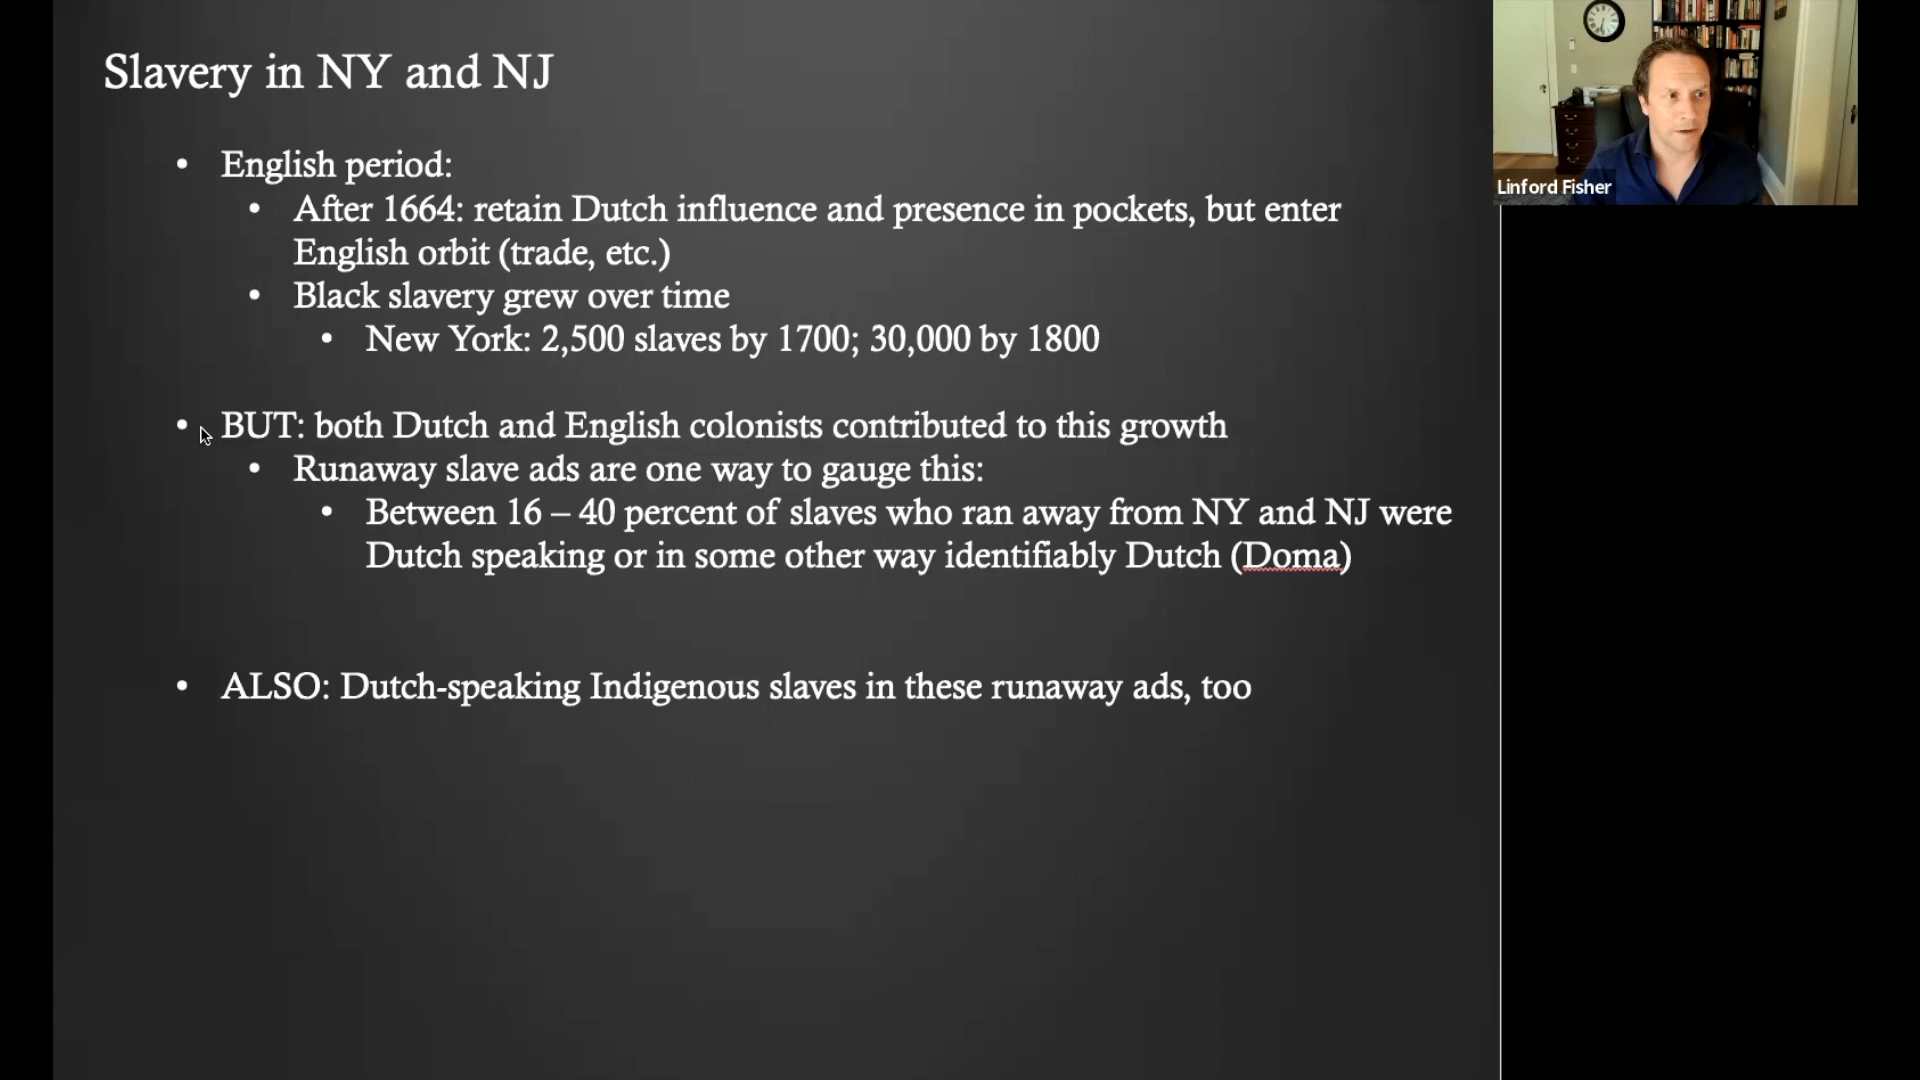 Slavery in NY and NJ
• English period:
• After 1664: retain Dutch influence and presence in pockets, but enter
English orbit (trade, etc.)
• Black slavery grew over time
• New York: 2,500 slaves by 1700; 30,000 by 1800
• BUT: both Dutch and English colonists contributed to this growth
• Runaway slave ads are one way to gauge this:
• Between 16 – 40 percent of slaves who ran away from NY and NJ were
Dutch speaking or in some other way identifiably Dutch (Doma)
• ALSO: Dutch-speaking Indigenous slaves in these runaway ads, too
Linford Fisher